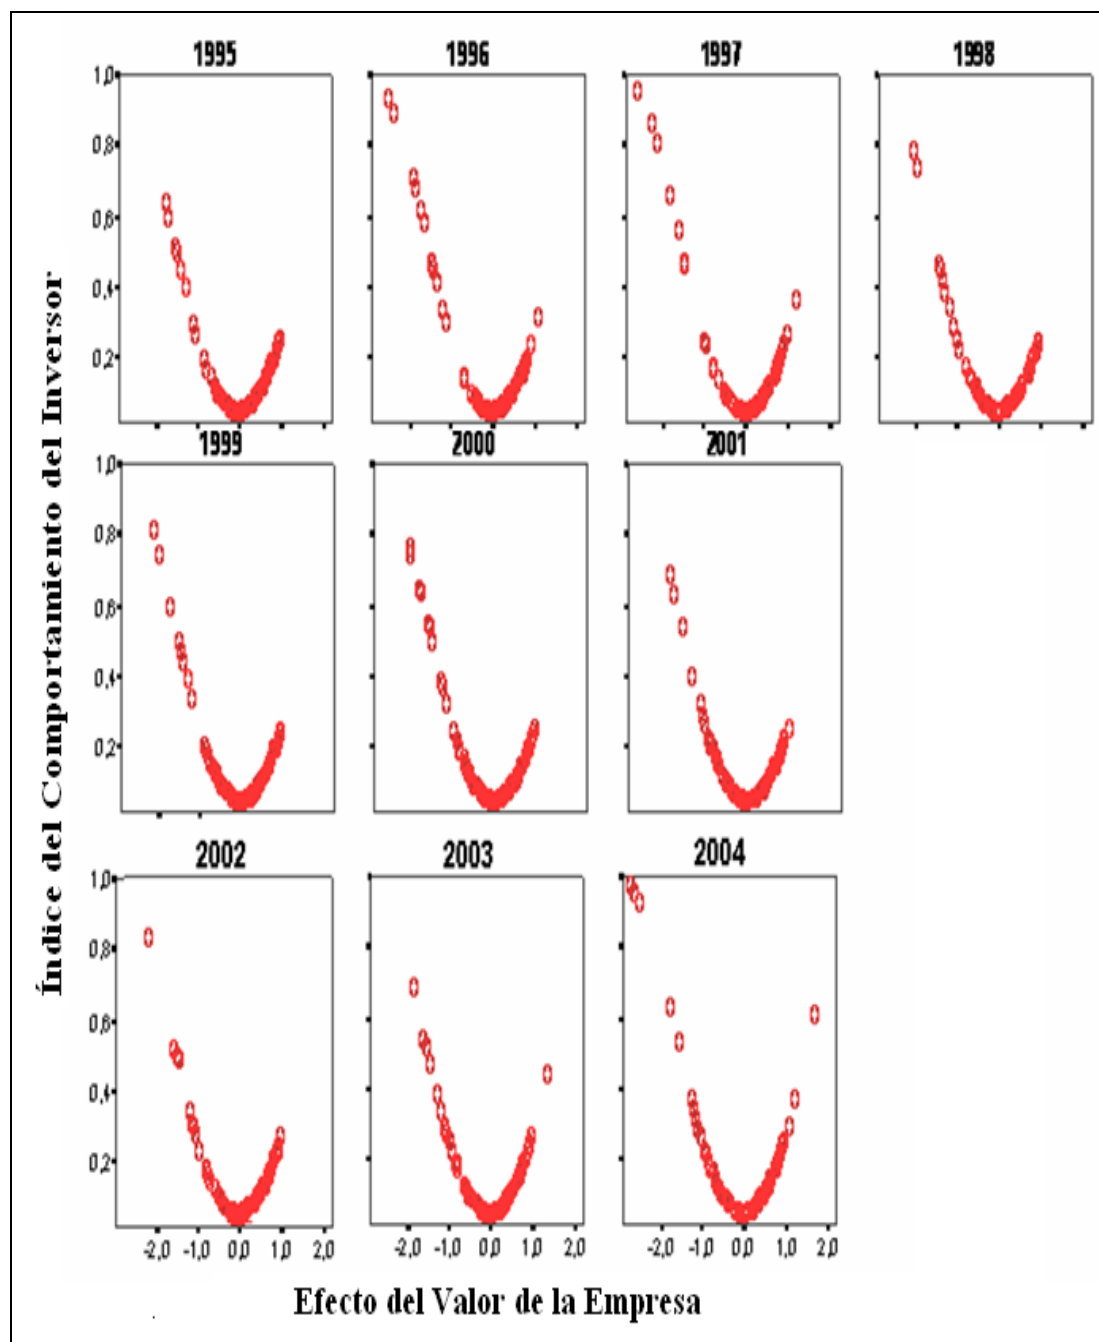 1995 1996 1997 1998
1,0
0,8
0,6
0,4
0,2
1999 2000 2001
1,0
0,8
0,6
0,4
0,2
2002 2003 2004
1,0
0,8
0,6
0,4
0,2
-2,0 -1,0 0,0 1,0 2,0 -2,0 -1,0 0,0 1,0 2,0 -2,0 -1,0 0,0 1,0 2,0
Índice del Comportamiento del Inversor
Efecto del Valor de la Empresa